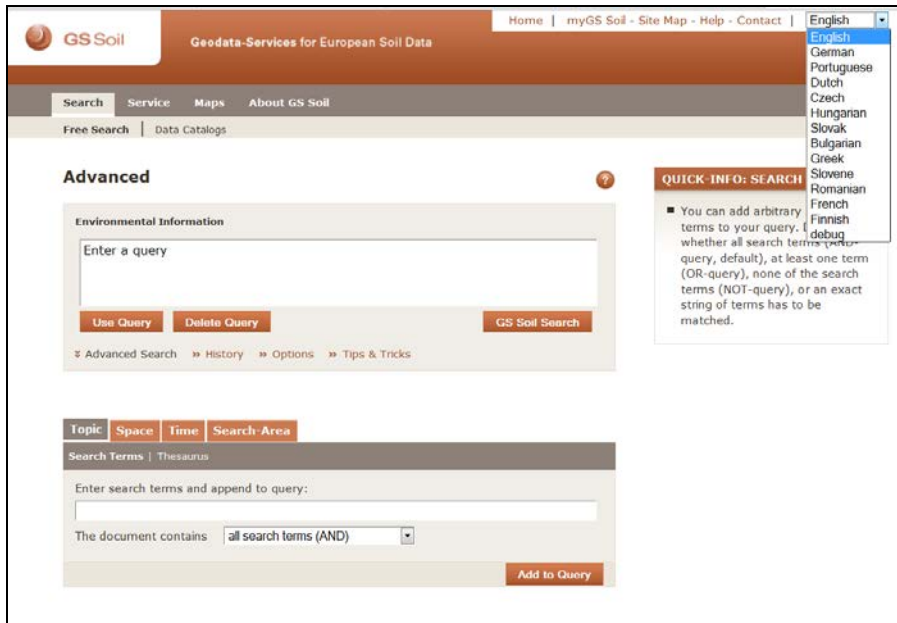 Home | myGS Soil - Site Map - Help - Contact | English
GS Soil
Geodata-Services for European Soil Data
English
German
Portuguese
Dutch
Czech
Hungarian
Slovak
Bulgarian
Greek
Slovene
Romanian
French
Finnish
debug
Search Service Maps About GS Soil
Free Search | Data Catalogs
Advanced
?
Environmental Information
Enter a query
Use Query Delete Query GS Soil Search
Advanced Search » History » Options » Tips & Tricks
QUICK-INFO: SEARCH
You can add arbitrary
terms to your query.
whether all search terms (AND-
query, default), at least one term
(OR-query), none of the search
terms (NOT-query), or an exact
string of terms has to be
matched.
Topic Space Time Search-Area
Search Terms | Thesaurus
Enter search terms and append to query:
The document contains all search terms (AND)
Add to Query